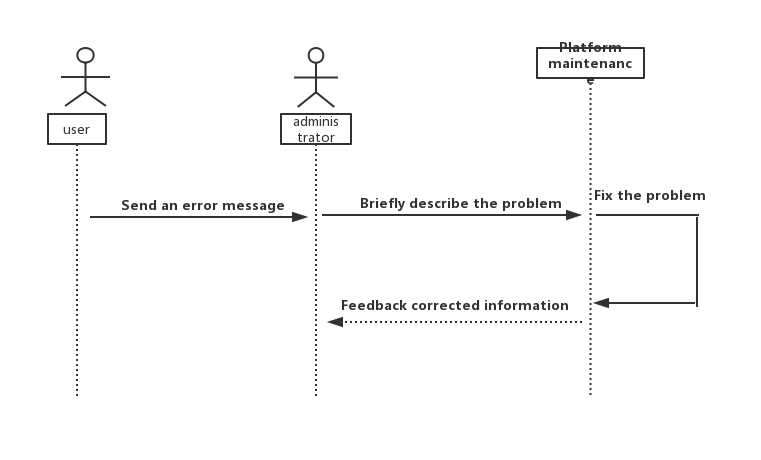 Platform
maintenanc
e
user
adminis
trator
Send an error message
Briefly describe the problem
Fix the problem
Feedback corrected information